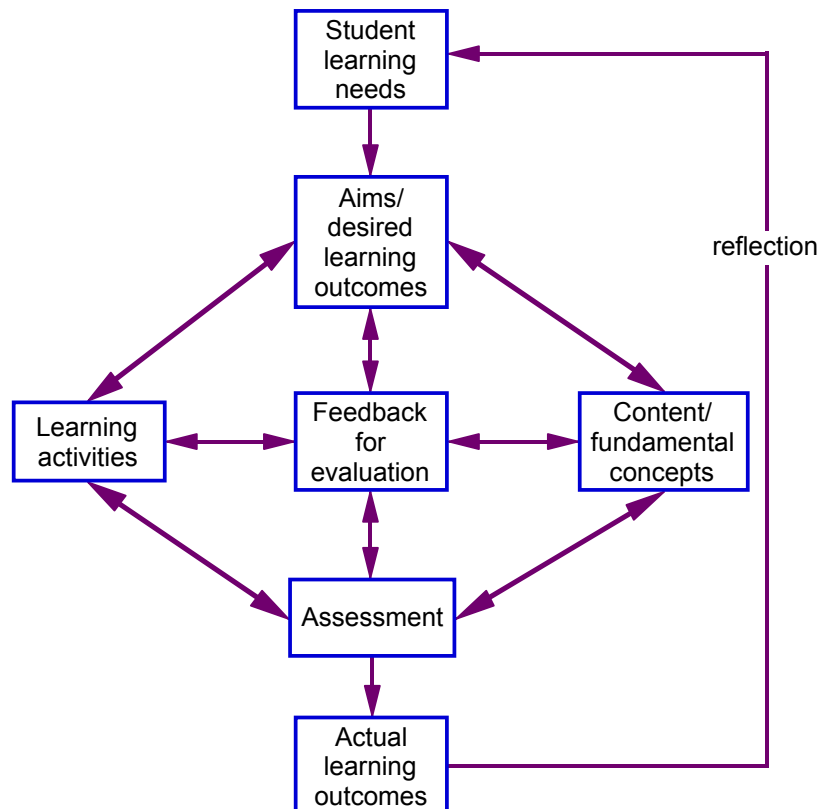 Student
learning
needs
Aims/
desired
learning
outcomes
reflection
Learning
activities
Feedback
for
evaluation
Content/
fundamental
concepts
Assessment
Actual
learning
outcomes